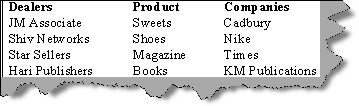 Dealers Product Companies
JM Associate Sweets Cadbury
Shiv Networks Shoes Nike
Star Sellers Magazine Times
Hari Publishers Books KM Publications